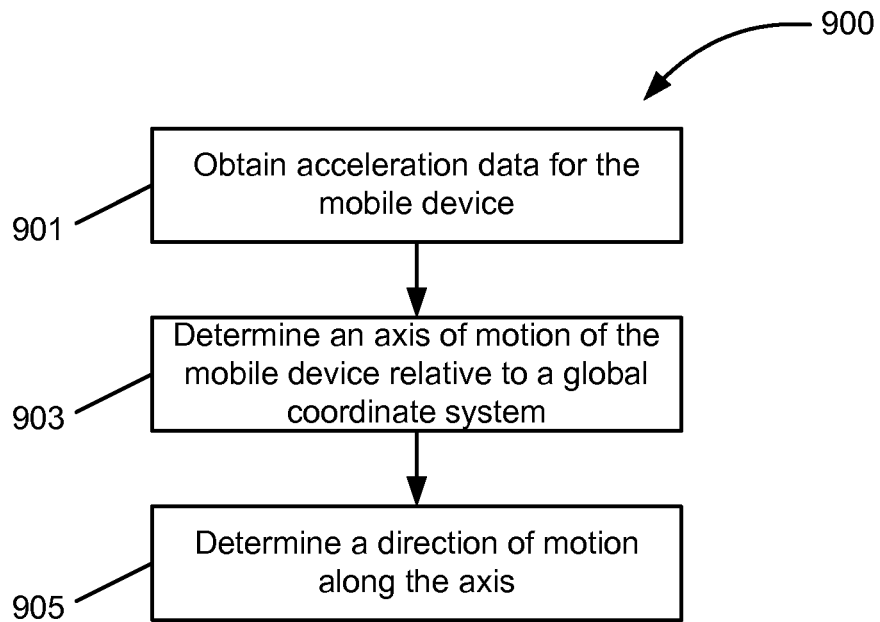 900
Obtain acceleration data for the
mobile device
901
Determine an axis of motion of the
mobile device relative to a global
coordinate system
903
Determine a direction of motion
along the axis
905